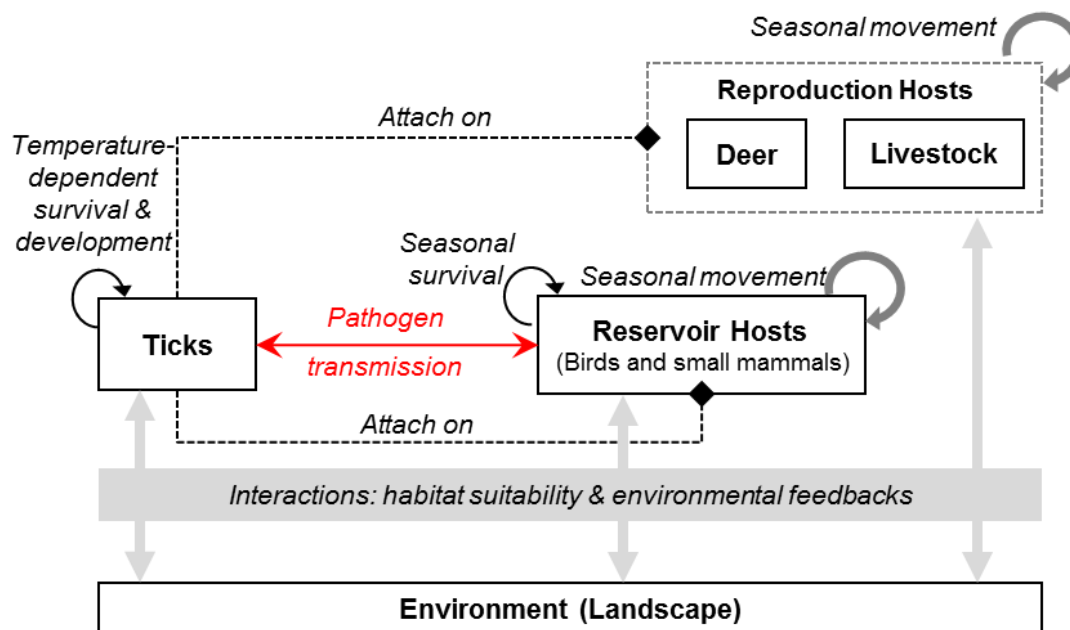 Seasonal movement
Reproduction Hosts
Deer
Livestock
Attach on
Temperature-
dependent
survival &
development
Seasonal
survival
Seasonal movement
Ticks
Pathogen
transmission
Reservoir Hosts
(Birds and small mammals)
Attach on
Interactions: habitat suitability & environmental feedbacks
Environment (Landscape)